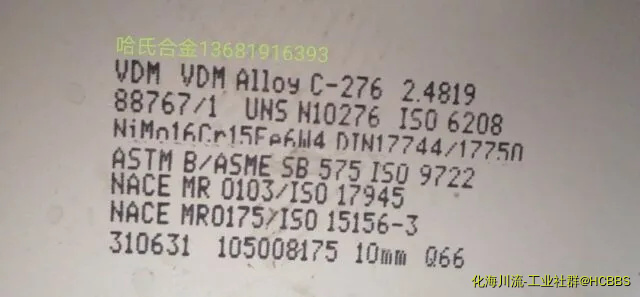 哈氏合金13681916393
VDM VDM Alloy C-276 2.4819
88767/1 UNS N10276 ISO 6208
NiMo16Cr15Fe6W4 DIN17744/17750
ASTM B/ASME SB 575 ISO 9722
NACE MR 0103/ISO 17945
NACE MR0175/ISO 15156-3
310631 105008175 10mm Q66
化海川流-工业社群@HCBBS